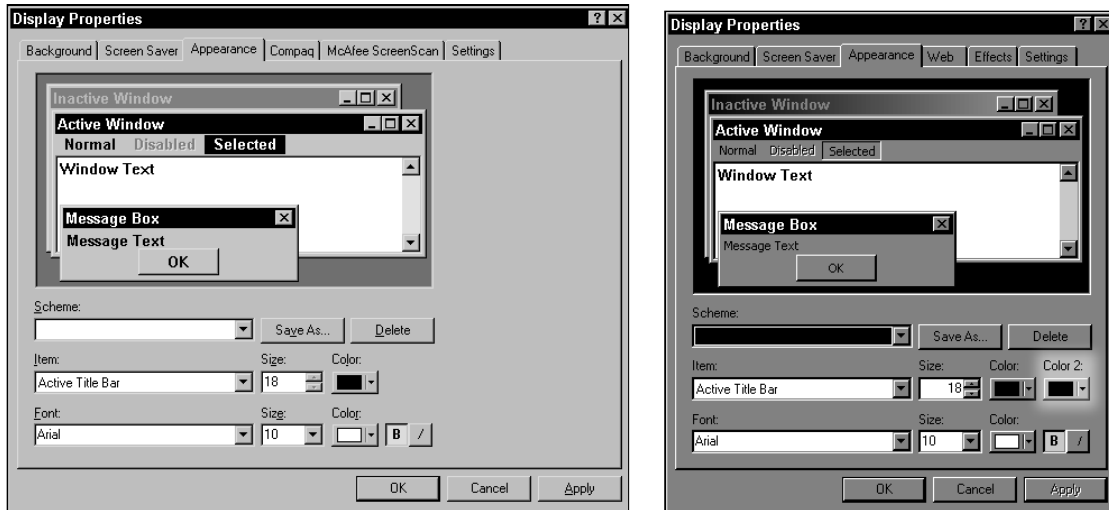 Display Properties
Background Screen Saver Appearance Compaq McAfee ScreenScan Settings
Inactive Window
Active Window
Normal Disabled Selected
Window Text
Message Box
Message Text
OK
Scheme:
Save As... Delete
Item: Size: Color:
Active Title Bar 18
Font: Size: Color:
Arial 10 B /
OK Cancel Apply
Display Properties
Background Screen Saver Appearance Web Effects Settings
Inactive Window
Active Window
Normal Disabled Selected
Window Text
Message Box
Message Text
OK
Scheme:
Save As... Delete
Item: Size: Color: Color 2:
Active Title Bar 18
Font: Size: Color:
Arial 10 B /
OK Cancel Apply